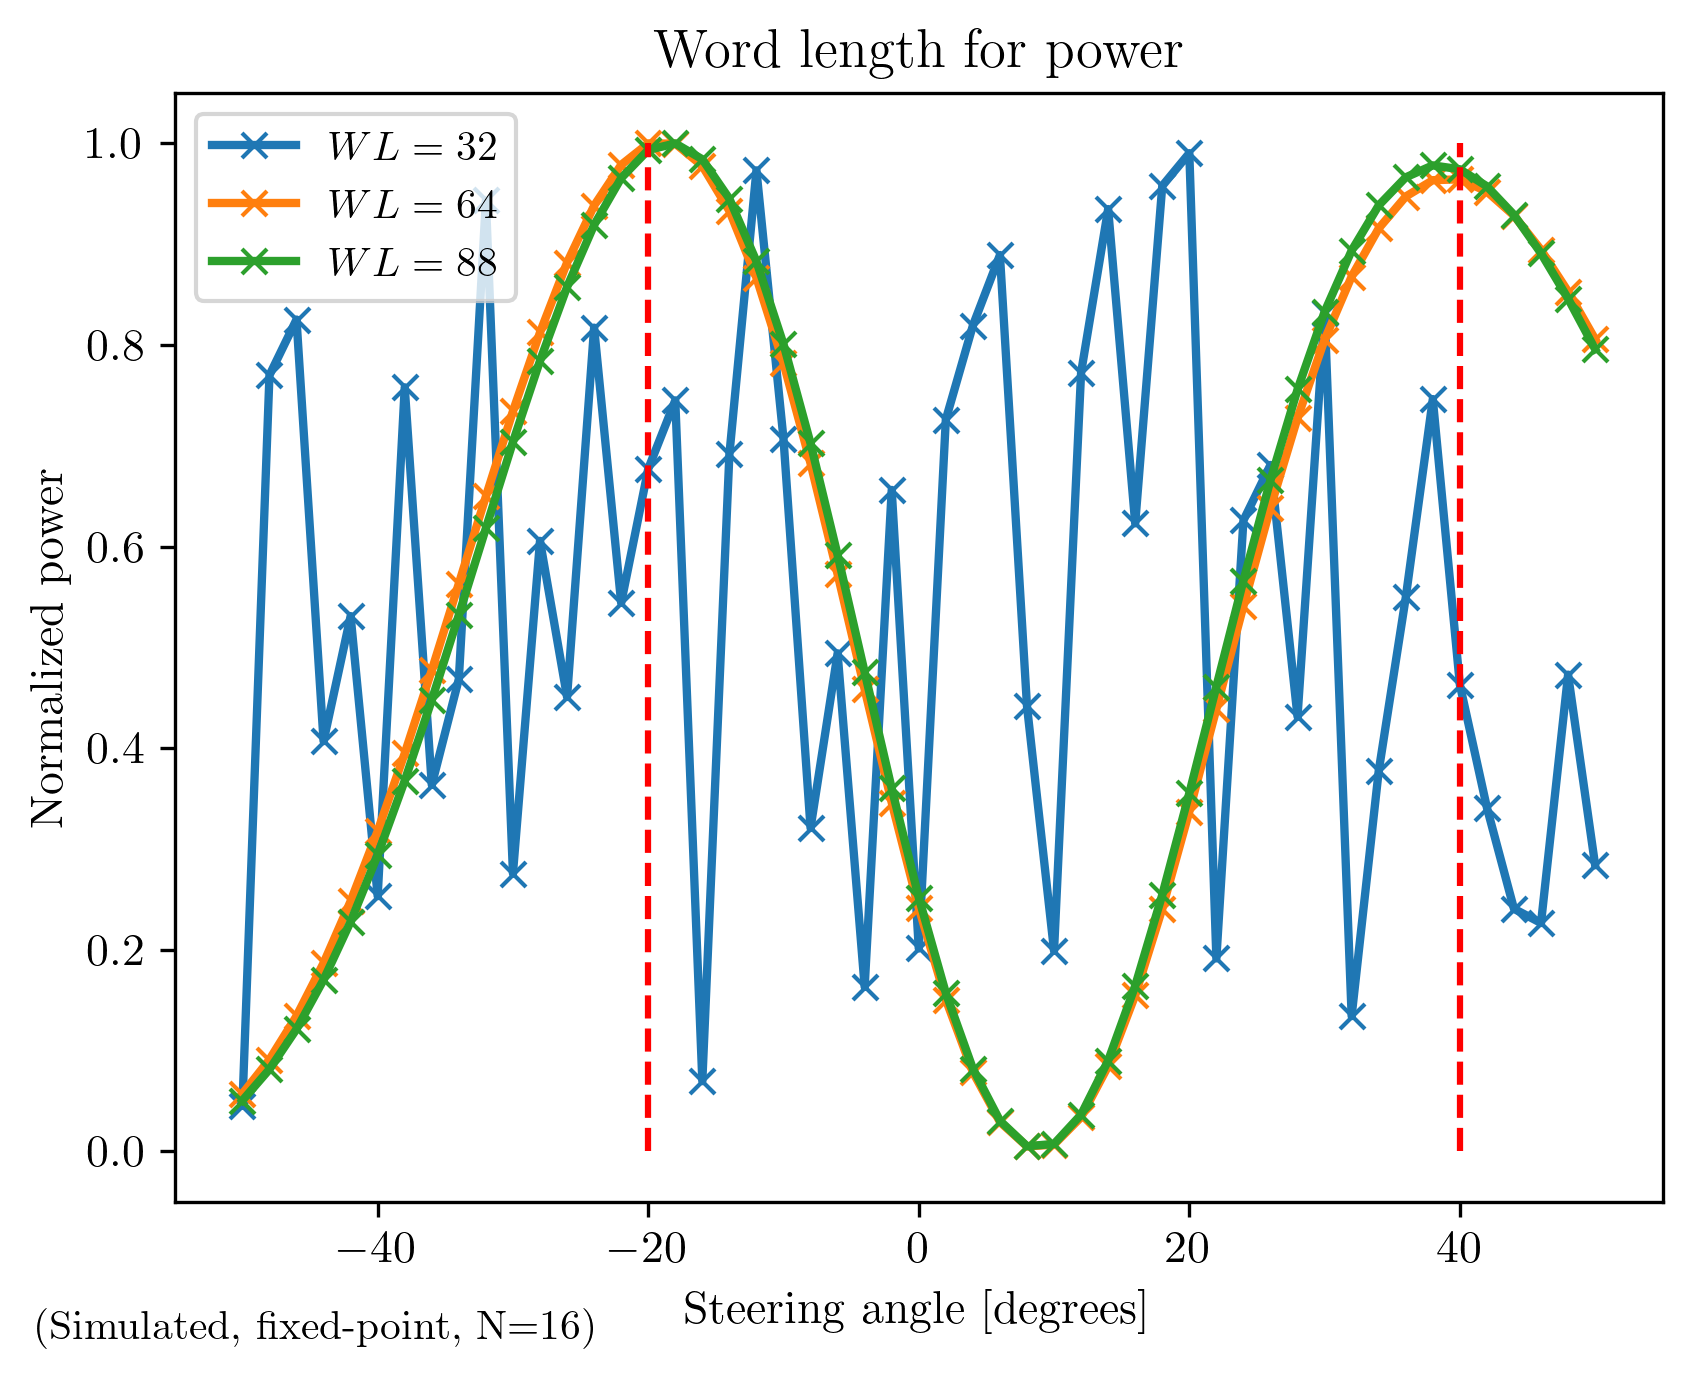 Word length for power
WL = 32
WL = 64
WL = 88
1.0
0.8
0.6
0.4
0.2
0.0
Normalized power
−40
−20
0
20
40
Steering angle [degrees]
(Simulated, fixed-point, N=16)